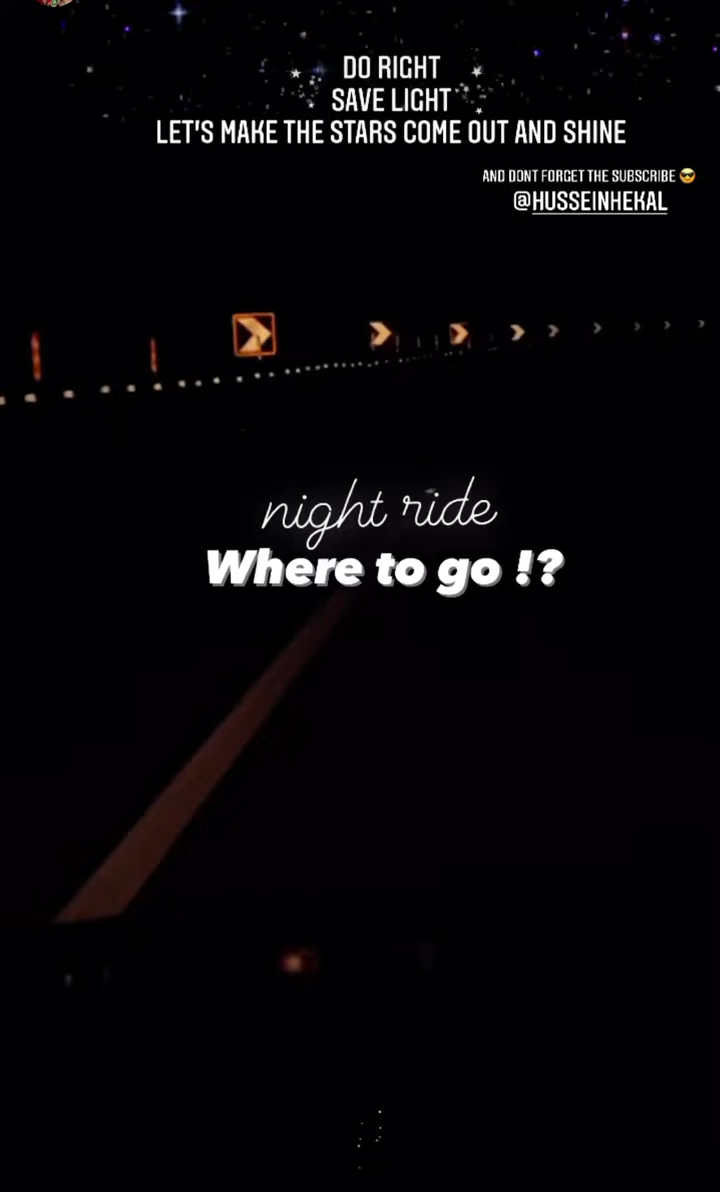 DO RIGHT
SAVE LIGHT
LET'S MAKE THE STARS COME OUT AND SHINE
AND DONT FORGET THE SUBSCRIBE 😎
@HUSSEINHEKAL
night ride
Where to go !?